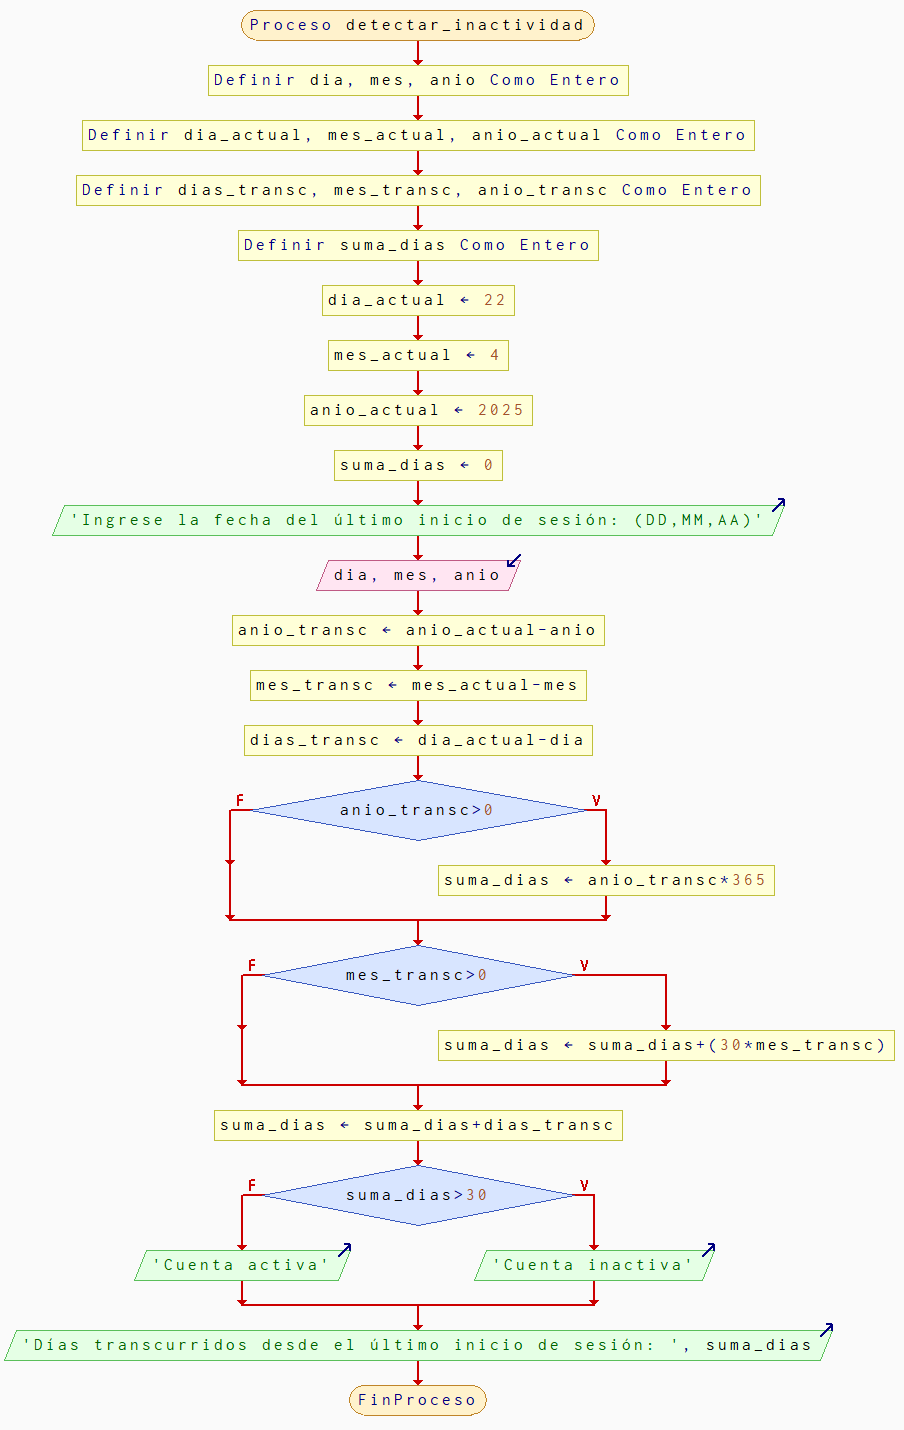 Proceso detectar_inactividad
Definir dia, mes, anio Como Entero
Definir dia_actual, mes_actual, anio_actual Como Entero
Definir dias_transc, mes_transc, anio_transc Como Entero
Definir suma_dias Como Entero
dia_actual ← 22
mes_actual ← 4
anio_actual ← 2025
suma_dias ← 0
'Ingrese la fecha del último inicio de sesión: (DD,MM,AA)'
dia, mes, anio
anio_transc ← anio_actual-anio
mes_transc ← mes_actual-mes
dias_transc ← dia_actual-dia
F
V
anio_transc>0
suma_dias ← anio_transc*365
F
V
mes_transc>0
suma_dias ← suma_dias+(30*mes_transc)
suma_dias ← suma_dias+dias_transc
F
V
suma_dias>30
'Cuenta activa'
'Cuenta inactiva'
'Días transcurridos desde el último inicio de sesión: ', suma_dias
FinProceso